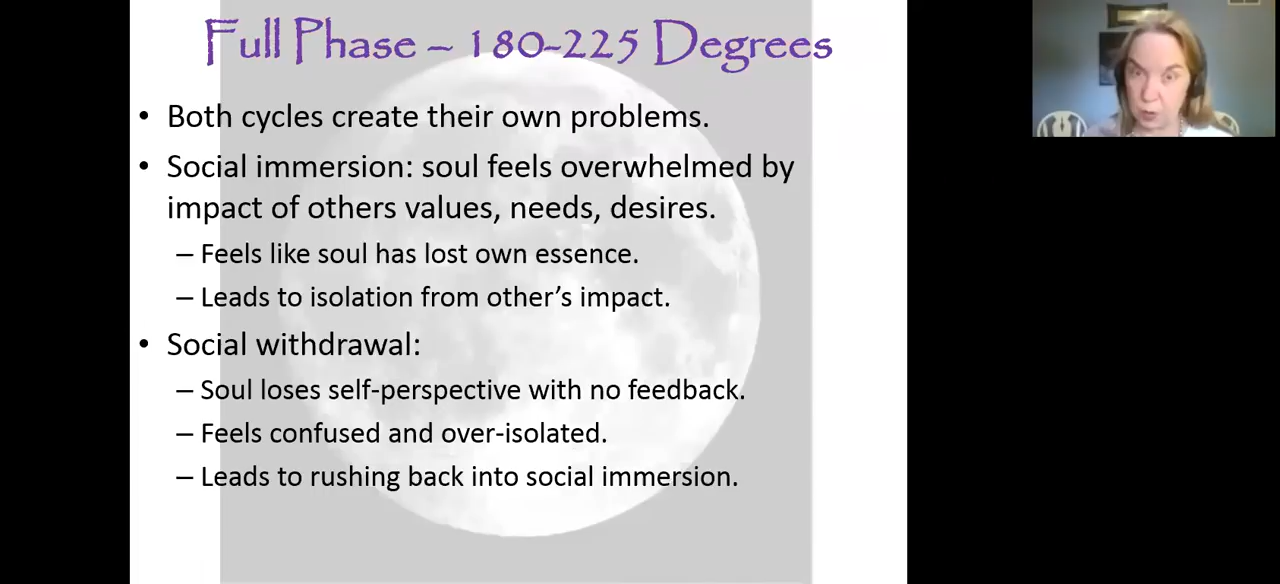 Full Phase – 180-225 Degrees
• Both cycles create their own problems.
• Social immersion: soul feels overwhelmed by
impact of others values, needs, desires.
– Feels like soul has lost own essence.
– Leads to isolation from other’s impact.
• Social withdrawal:
– Soul loses self-perspective with no feedback.
– Feels confused and over-isolated.
– Leads to rushing back into social immersion.